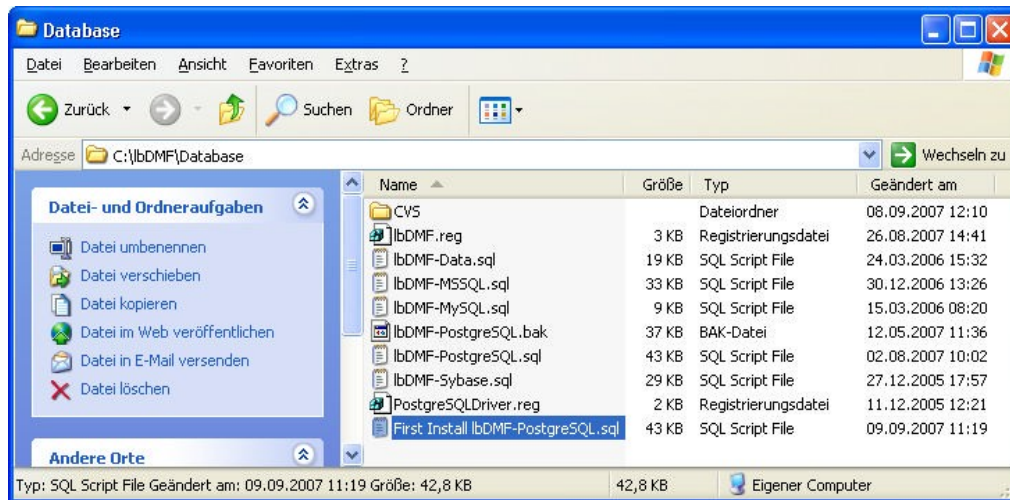 Database
Datei Bearbeiten Ansicht Favoriten Extras ?
Zurück Suchen Ordner
Adresse C:\lbDMF\Database Wechseln zu
Datei- und Ordneraufgaben
Datei umbenennen
Datei verschieben
Datei kopieren
Datei im Web veröffentlichen
Datei in E-Mail versenden
Datei löschen
Andere Orte
Name Größe Typ Geändert am
CVS Dateiordner 08.09.2007 12:10
lbDMF.reg 3 KB Registrierungsdatei 26.08.2007 14:41
lbDMF-Data.sql 19 KB SQL Script File 24.03.2006 15:32
lbDMF-MSSQL.sql 33 KB SQL Script File 30.12.2006 13:26
lbDMF-MySQL.sql 9 KB SQL Script File 15.03.2006 08:20
lbDMF-PostgreSQL.bak 37 KB BAK-Datei 12.05.2007 11:36
lbDMF-PostgreSQL.sql 43 KB SQL Script File 02.08.2007 10:02
lbDMF-Sybase.sql 29 KB SQL Script File 27.12.2005 17:57
PostgreSQLDriver.reg 2 KB Registrierungsdatei 11.12.2005 12:21
First Install lbDMF-PostgreSQL.sql 43 KB SQL Script File 09.09.2007 11:19
Typ: SQL Script File Geändert am: 09.09.2007 11:19 Größe: 42,8 KB 42,8 KB Eigener Computer